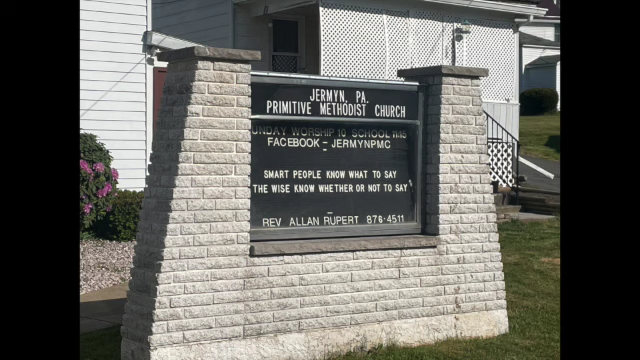 JERMYN, PA.
PRIMITIVE METHODIST CHURCH
UNDAY WORSHIP 10 SCHOOL 1115
FACEBOOK - JERMYNPMC
SMART PEOPLE KNOW WHAT TO SAY
THE WISE KNOW WHETHER OR NOT TO SAY
REV ALLAN RUPERT 876-4511